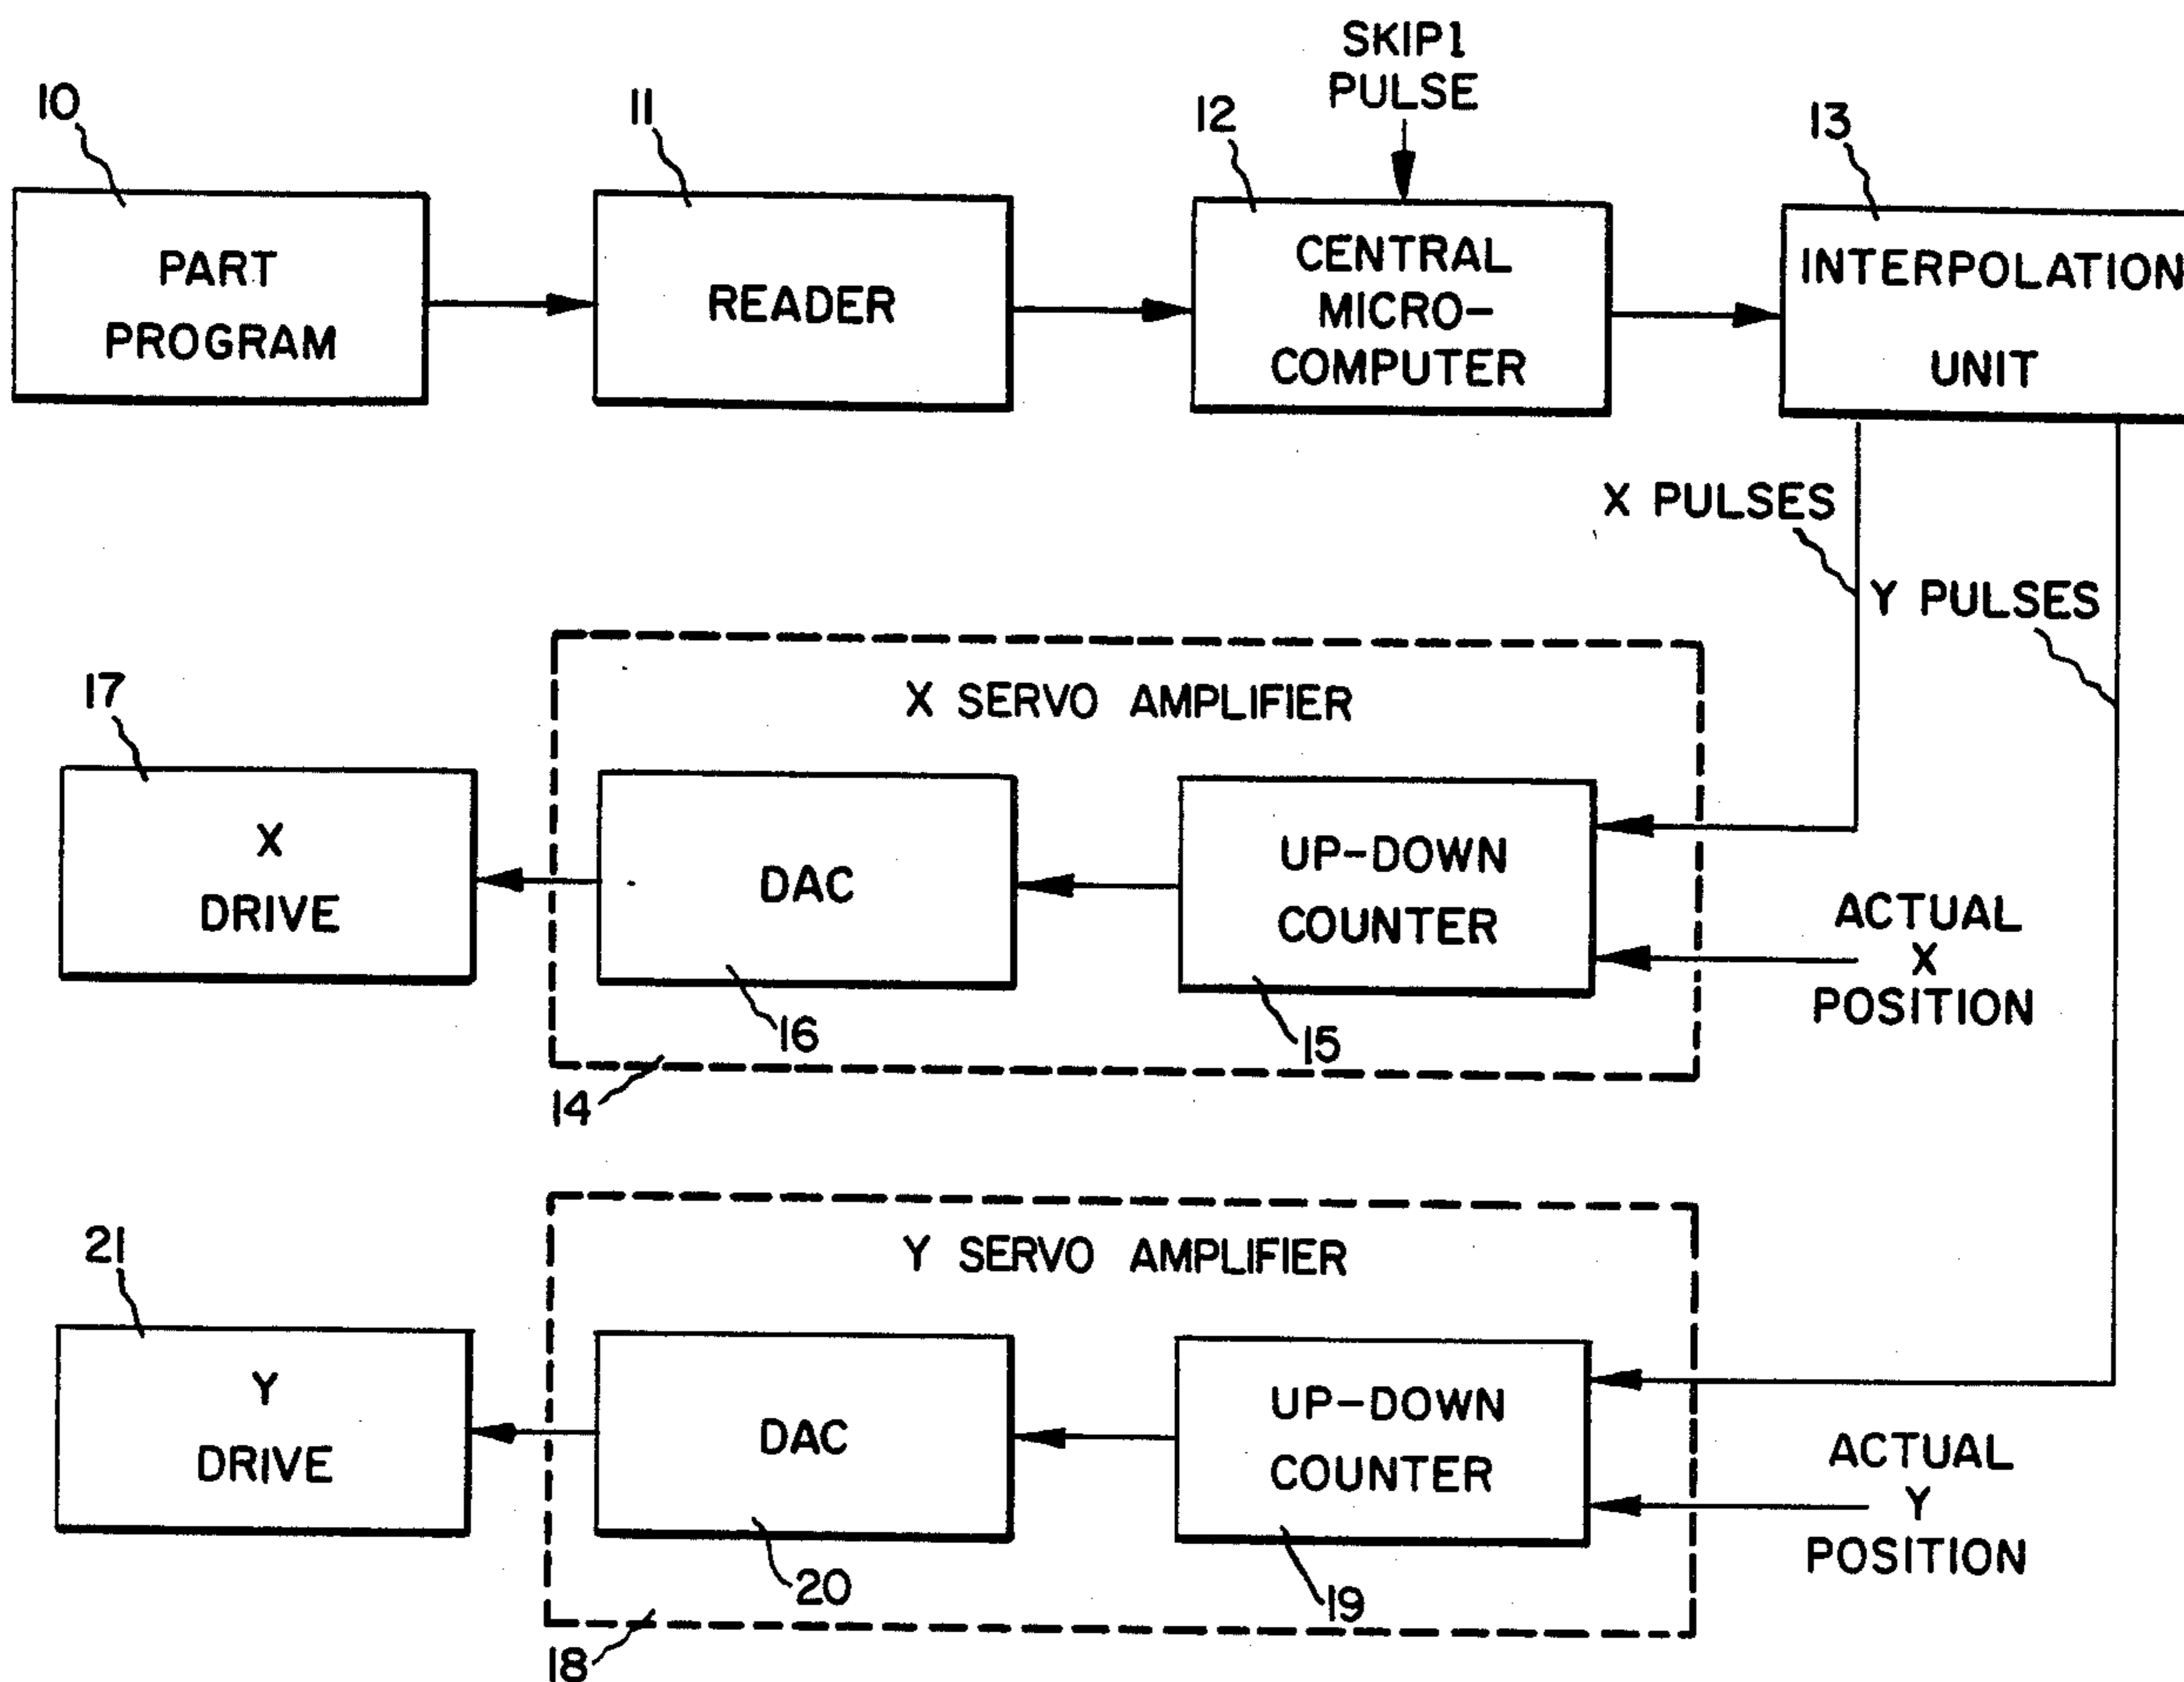 SKIP1
PULSE
10
11
12
13
PART
PROGRAM
READER
CENTRAL
MICRO-
COMPUTER
INTERPOLATION
UNIT
X PULSES
Y PULSES
17
X SERVO AMPLIFIER
X
DRIVE
DAC
UP-DOWN
COUNTER
ACTUAL
X
POSITION
16
15
14
21
Y SERVO AMPLIFIER
Y
DRIVE
DAC
UP-DOWN
COUNTER
ACTUAL
Y
POSITION
20
19
18